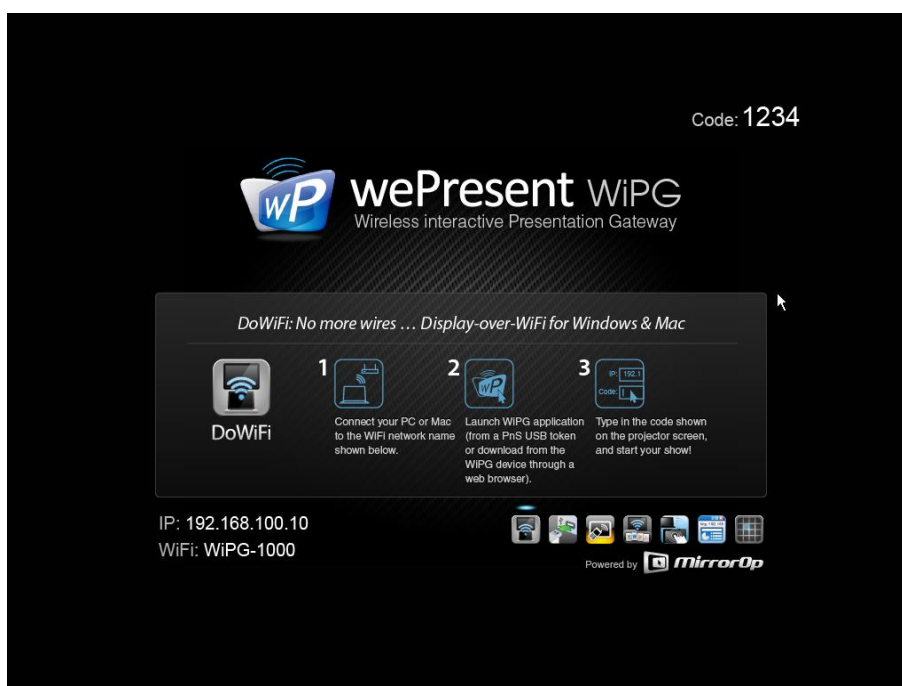 Code: 1234
wP
wePresent WiPG
Wireless interactive Presentation Gateway
DoWiFi: No more wires … Display-over-WiFi for Windows & Mac
1
2
3
wP
IP: 192.1
Code:
DoWiFi
Connect your PC or Mac
to the WiFi network name
shown below.
Launch WiPG application
(from a PnS USB token
or download from the
WiPG device through a
web browser).
Type in the code shown
on the projector screen,
and start your show!
IP: 192.168.100.10
WiFi: WiPG-1000
Powered by MirrorOp